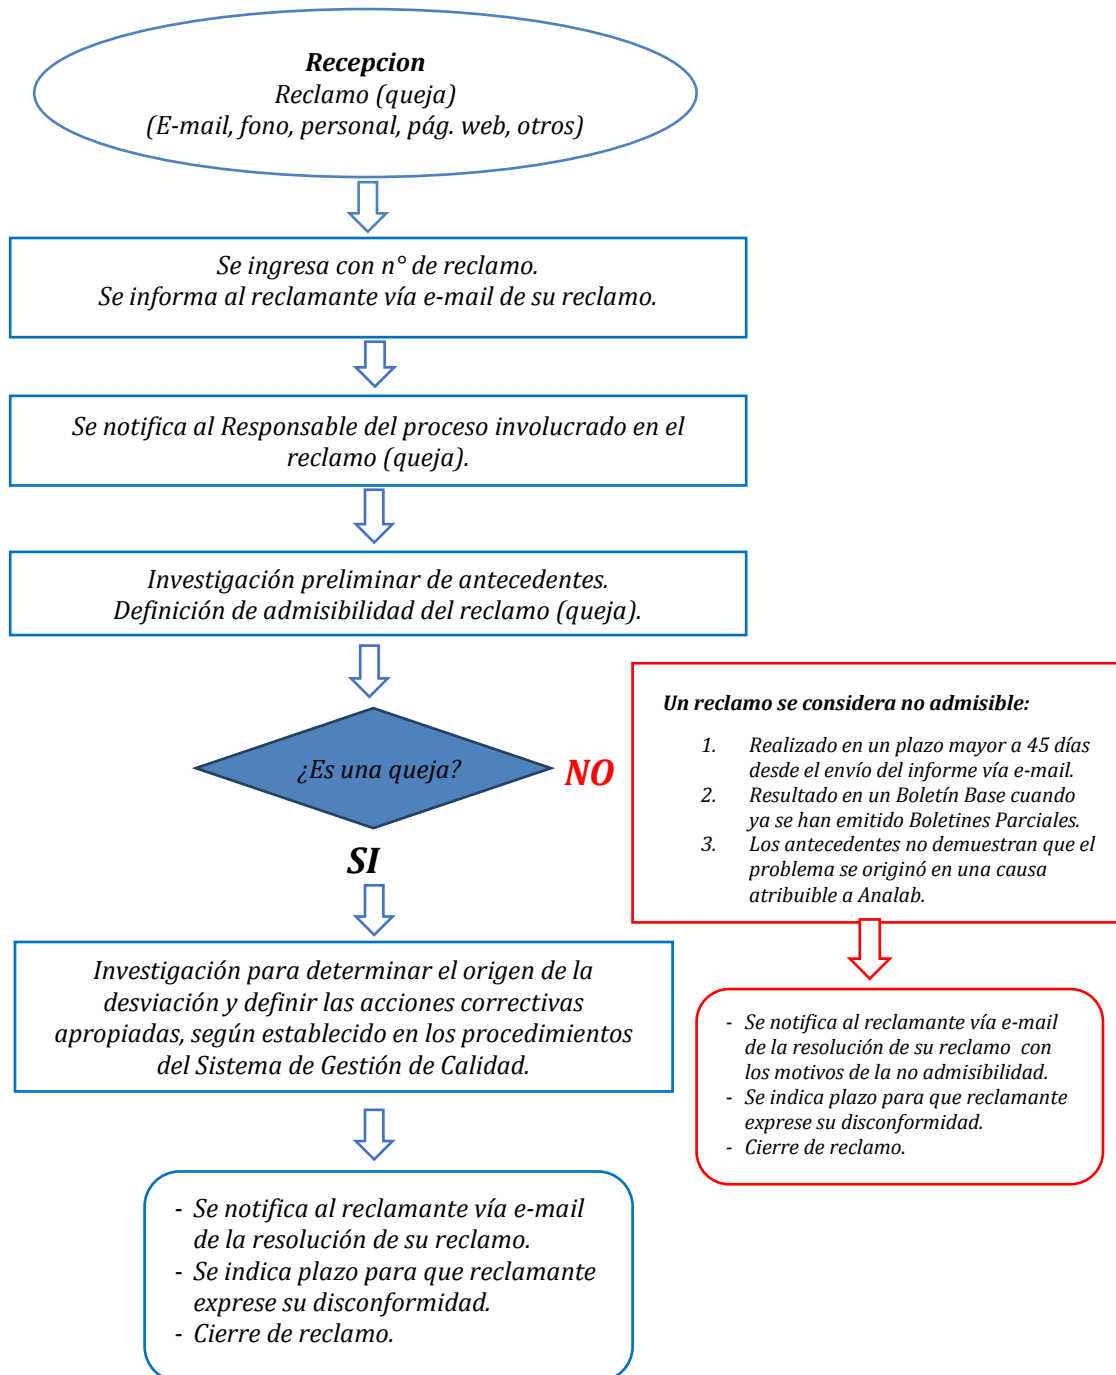 Recepcion
Reclamo (queja)
(E-mail, fono, personal, pág. web, otros)
Se ingresa con n° de reclamo.
Se informa al reclamante vía e-mail de su reclamo.
Se notifica al Responsable del proceso involucrado en el
reclamo (queja).
Investigación preliminar de antecedentes.
Definición de admisibilidad del reclamo (queja).
¿Es una queja?
NO
Un reclamo se considera no admisible:
1. Realizado en un plazo mayor a 45 días
desde el envío del informe vía e-mail.
2. Resultado en un Boletín Base cuando
ya se han emitido Boletines Parciales.
3. Los antecedentes no demuestran que el
problema se originó en una causa
atribuible a Analab.
SI
Investigación para determinar el origen de la
desviación y definir las acciones correctivas
apropiadas, según establecido en los procedimientos
del Sistema de Gestión de Calidad.
- Se notifica al reclamante vía e-mail
de la resolución de su reclamo con
los motivos de la no admisibilidad.
- Se indica plazo para que reclamante
exprese su disconformidad.
- Cierre de reclamo.
- Se notifica al reclamante vía e-mail
de la resolución de su reclamo.
- Se indica plazo para que reclamante
exprese su disconformidad.
- Cierre de reclamo.